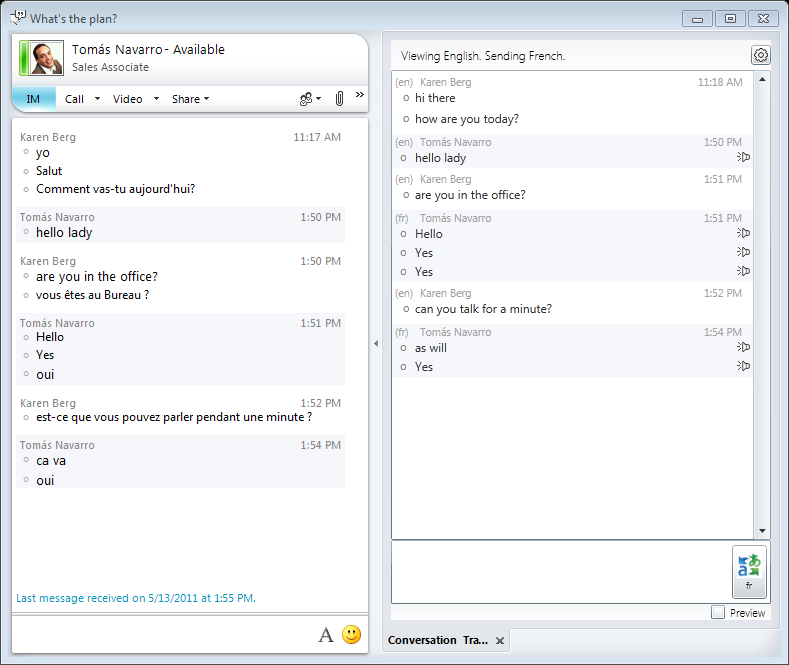 What's the plan?
Tomás Navarro - Available
Sales Associate
IM Call Video Share »
Karen Berg 11:17 AM
yo
Salut
Comment vas-tu aujourd'hui?
Tomás Navarro 1:50 PM
hello lady
Karen Berg 1:50 PM
are you in the office?
vous êtes au Bureau ?
Tomás Navarro 1:51 PM
Hello
Yes
oui
Karen Berg 1:52 PM
est-ce que vous pouvez parler pendant une minute ?
Tomás Navarro 1:54 PM
ca va
oui
Last message received on 5/13/2011 at 1:55 PM.
A
Viewing English. Sending French.
(en) Karen Berg 11:18 AM
hi there
how are you today?
(en) Tomás Navarro 1:50 PM
hello lady
(en) Karen Berg 1:51 PM
are you in the office?
(fr) Tomás Navarro 1:51 PM
Hello
Yes
Yes
(en) Karen Berg 1:52 PM
can you talk for a minute?
(fr) Tomás Navarro 1:54 PM
as will
Yes
fr
Preview
Conversation Tra...